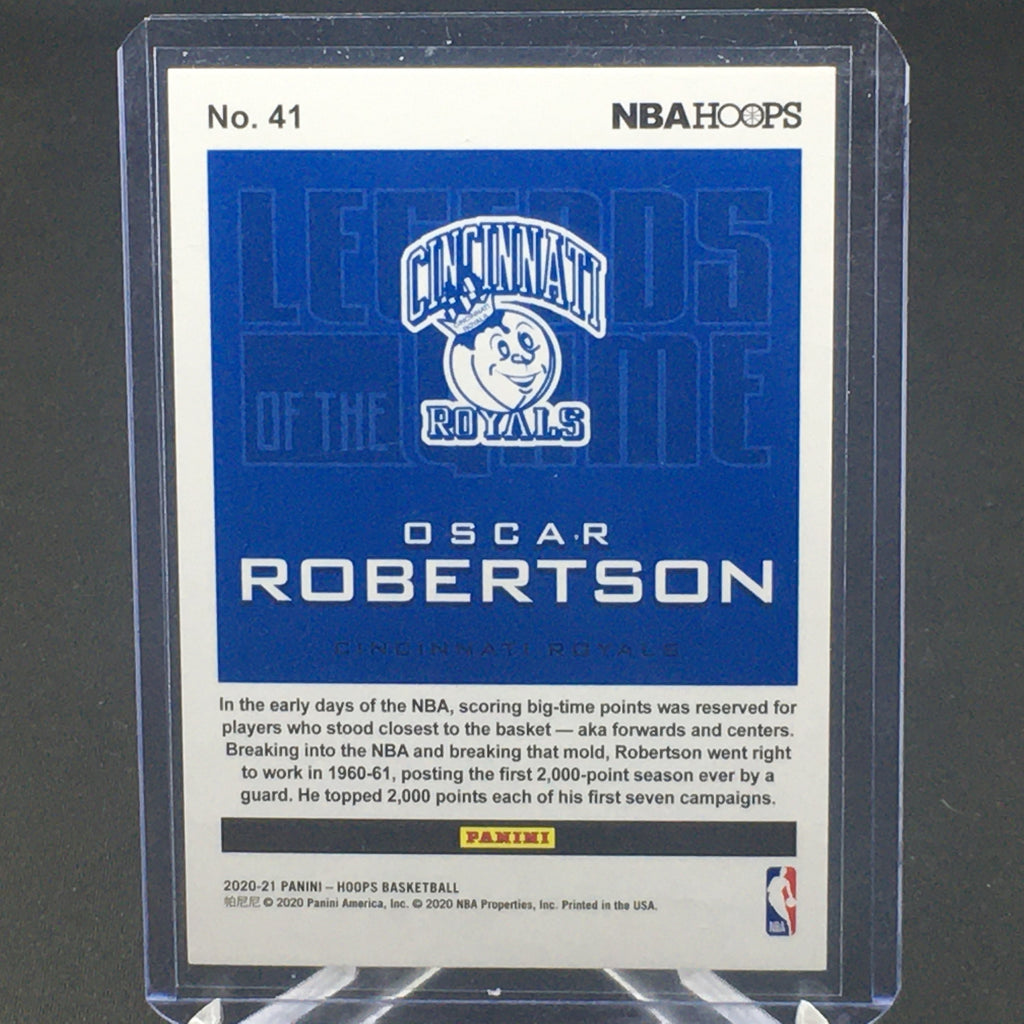 No. 41
NBA HOOPS
LEGENDS
OF THE GAME
CINCINNATI
CINCINNATI
ROYALS
ROYALS
OSCAR
ROBERTSON
CINCINNATI ROYALS
In the early days of the NBA, scoring big-time points was reserved for
players who stood closest to the basket — aka forwards and centers.
Breaking into the NBA and breaking that mold, Robertson went right
to work in 1960-61, posting the first 2,000-point season ever by a
guard. He topped 2,000 points each of his first seven campaigns.
PANINI
2020-21 PANINI – HOOPS BASKETBALL
帕尼尼 © 2020 Panini America, Inc. © 2020 NBA Properties, Inc. Printed in the USA.
NBA